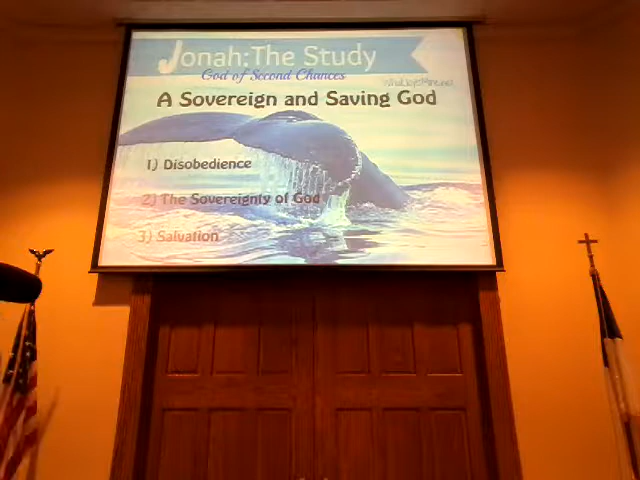 Jonah: The Study
God of Second Chances
A Sovereign and Saving God
1) Disobedience
2) The Sovereignty of God
3) Salvation